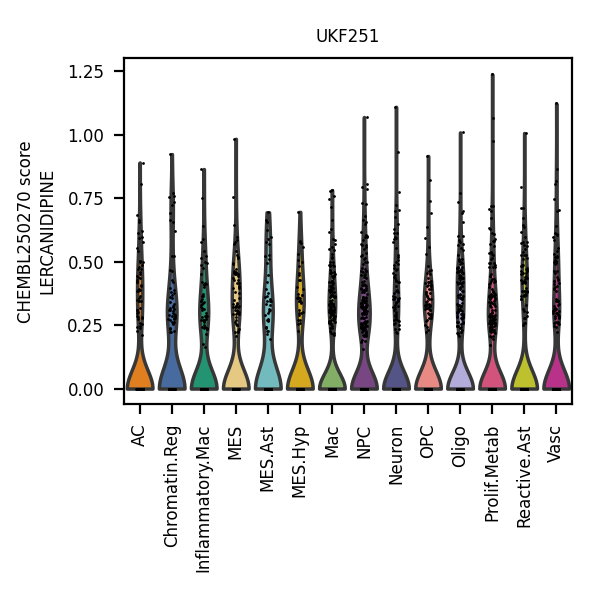 UKF251
CHEMBL250270 score
LERCANIDIPINE
1.25
1.00
0.75
0.50
0.25
0.00
AC
Chromatin.Reg
Inflammatory.Mac
MES
MES.Ast
MES.Hyp
Mac
NPC
Neuron
OPC
Oligo
Prolif.Metab
Reactive.Ast
Vasc